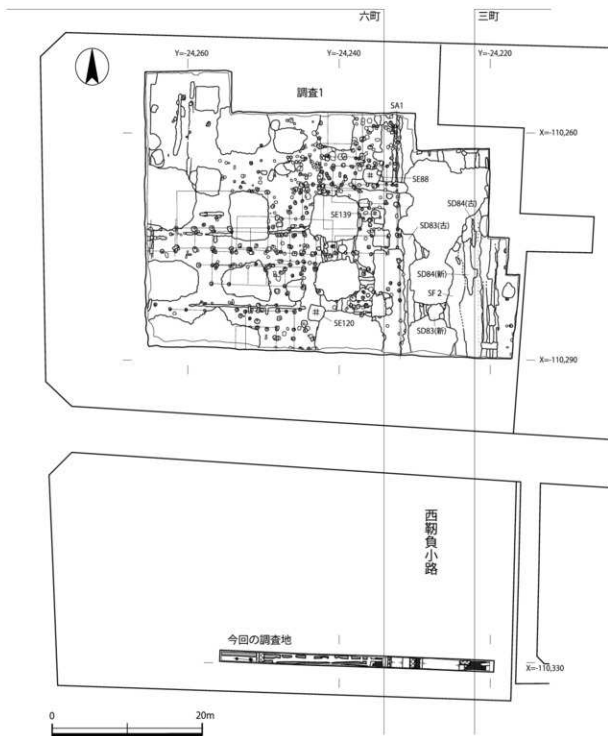 六町
三町
Y=-24,260
Y=-24,240
Y=-24,220
調査1
SA1
X=-110,260
SE88
SD84(古)
SE139
SD83(古)
SD84(新)
SF 2
SE120
SD83(新)
X=-110,290
西靭負小路
今回の調査地
X=-110,330
0
20m